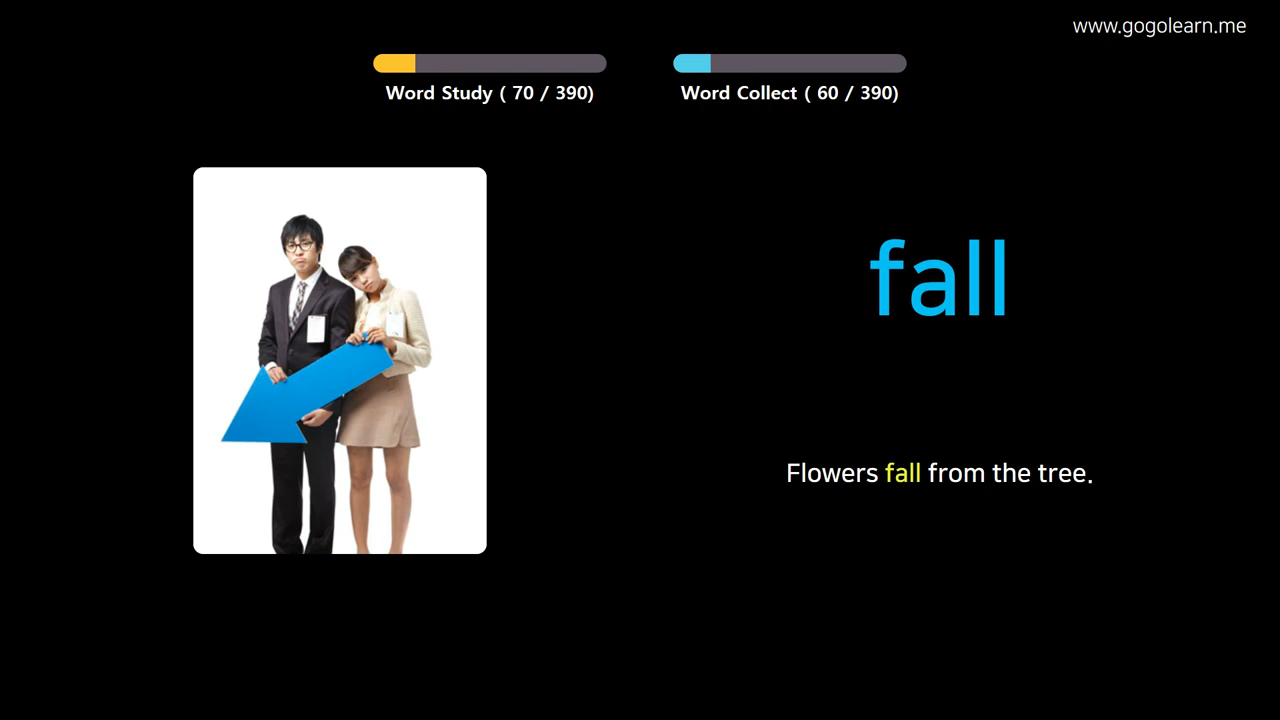 www.gogolearn.me
Word Study ( 70 / 390)
Word Collect ( 60 / 390)
fall
Flowers fall from the tree.